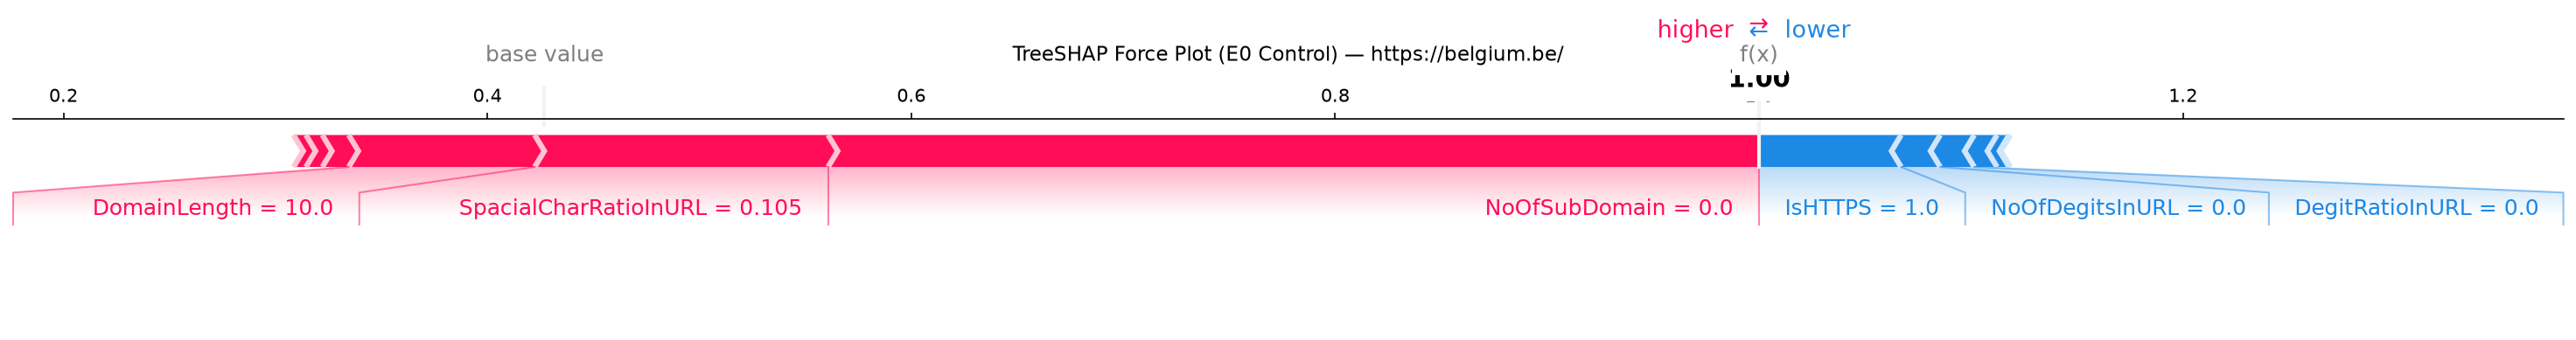 higher ⇄ lower
base value
TreeSHAP Force Plot (E0 Control) — https://belgium.be/
f(x)
1.00
0.2 0.4 0.6 0.8 1.2
DomainLength = 10.0
SpacialCharRatioInURL = 0.105
NoOfSubDomain = 0.0
IsHTTPS = 1.0
NoOfDegitsInURL = 0.0
DegitRatioInURL = 0.0